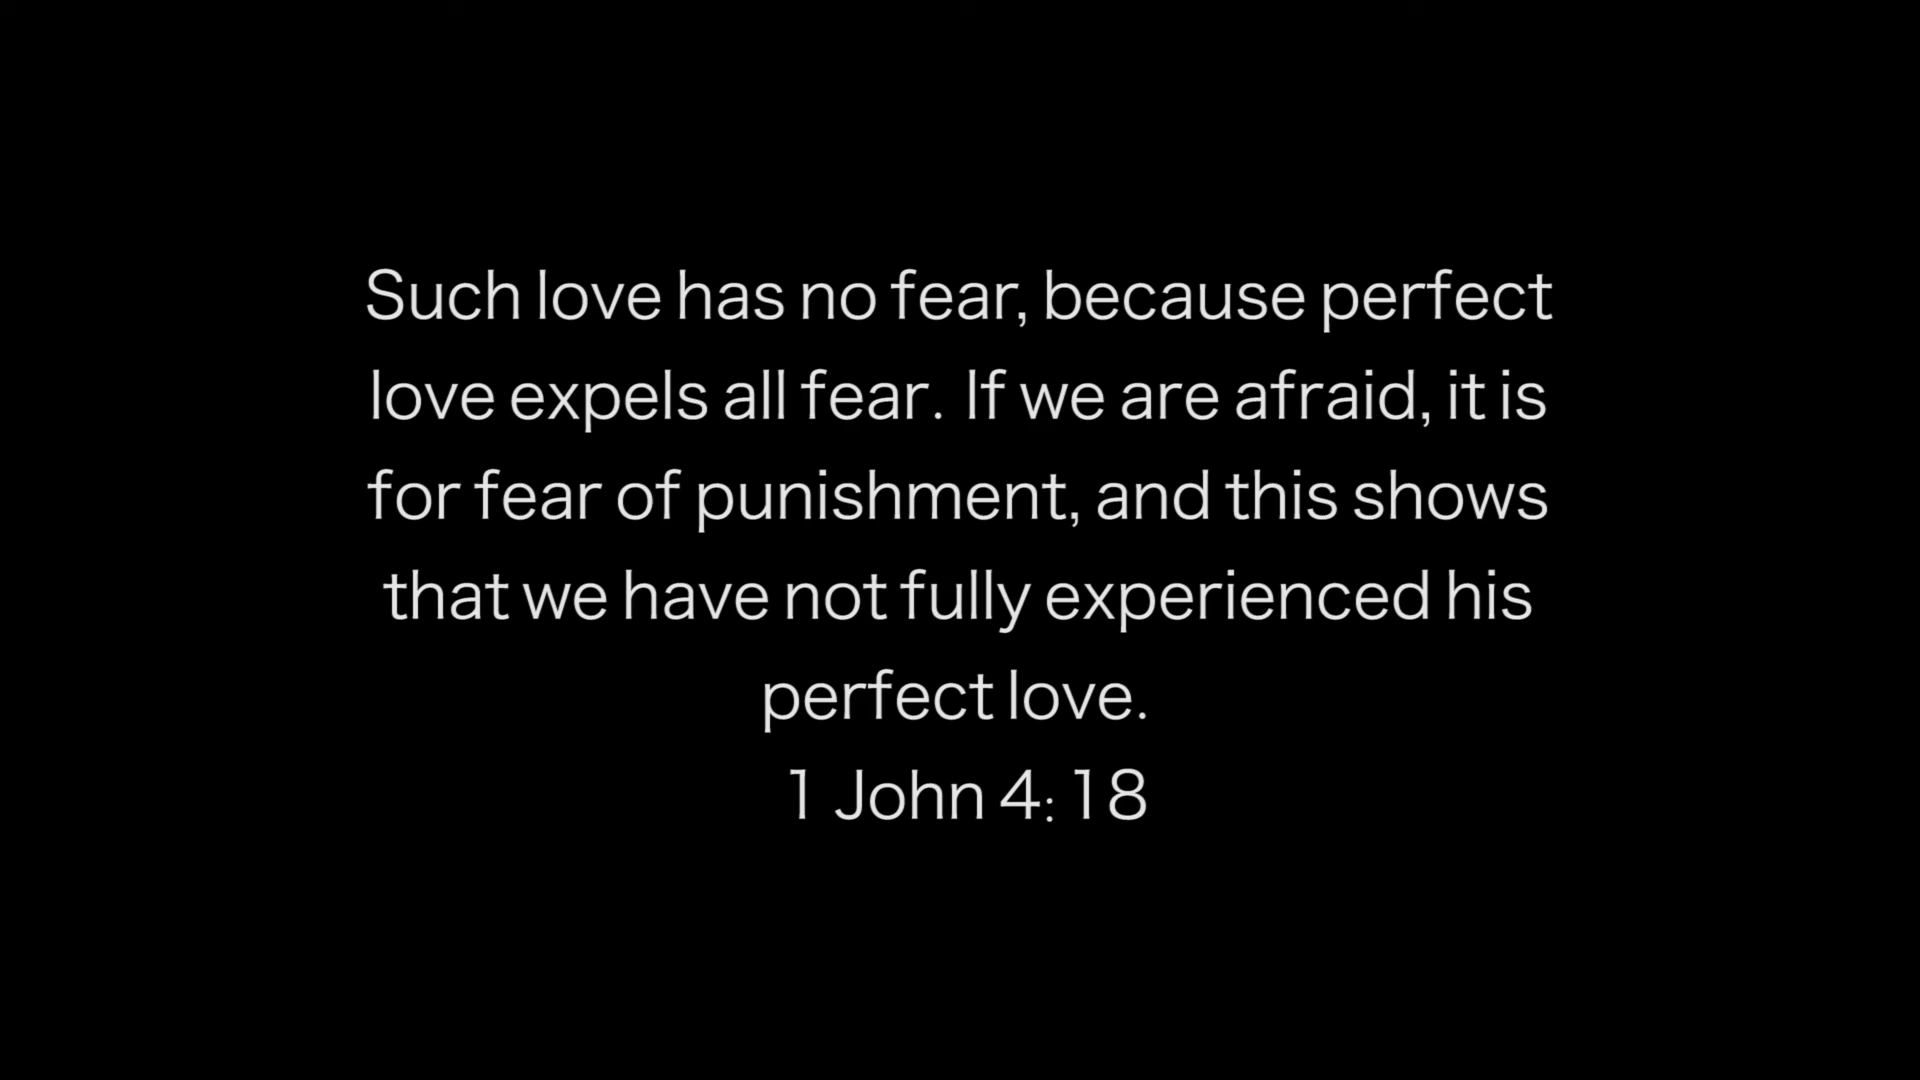 Such love has no fear, because perfect
love expels all fear. If we are afraid, it is
for fear of punishment, and this shows
that we have not fully experienced his
perfect love.
1 John 4:18